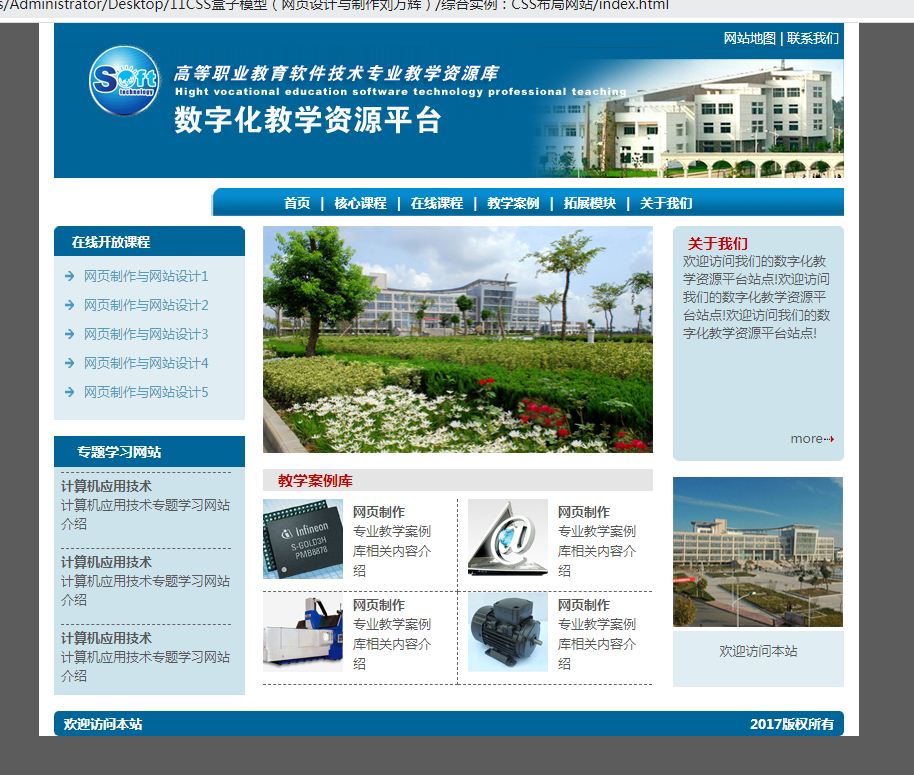 s/Administrator/Desktop/11CSS盒子模型（网页设计与制作刘万辉）/综合实例：CSS布局网站/index.html
网站地图 | 联系我们
Soft
technology
高等职业教育软件技术专业教学资源库
Hight vocational education software technology professional teaching
数字化教学资源平台
首页 | 核心课程 | 在线课程 | 教学案例 | 拓展模块 | 关于我们
在线开放课程
网页制作与网站设计1
网页制作与网站设计2
网页制作与网站设计3
网页制作与网站设计4
网页制作与网站设计5
专题学习网站
计算机应用技术
计算机应用技术专题学习网站
介绍
计算机应用技术
计算机应用技术专题学习网站
介绍
计算机应用技术
计算机应用技术专题学习网站
介绍
教学案例库
Infineon
S-GOLD3H
PMB8878
网页制作
专业教学案例
库相关内容介
绍
@
网页制作
专业教学案例
库相关内容介
绍
网页制作
专业教学案例
库相关内容介
绍
网页制作
专业教学案例
库相关内容介
绍
关于我们
欢迎访问我们的数字化教
学资源平台站点!欢迎访问
我们的数字化教学资源平
台站点!欢迎访问我们的数
字化教学资源平台站点!
more
欢迎访问本站
欢迎访问本站
2017版权所有